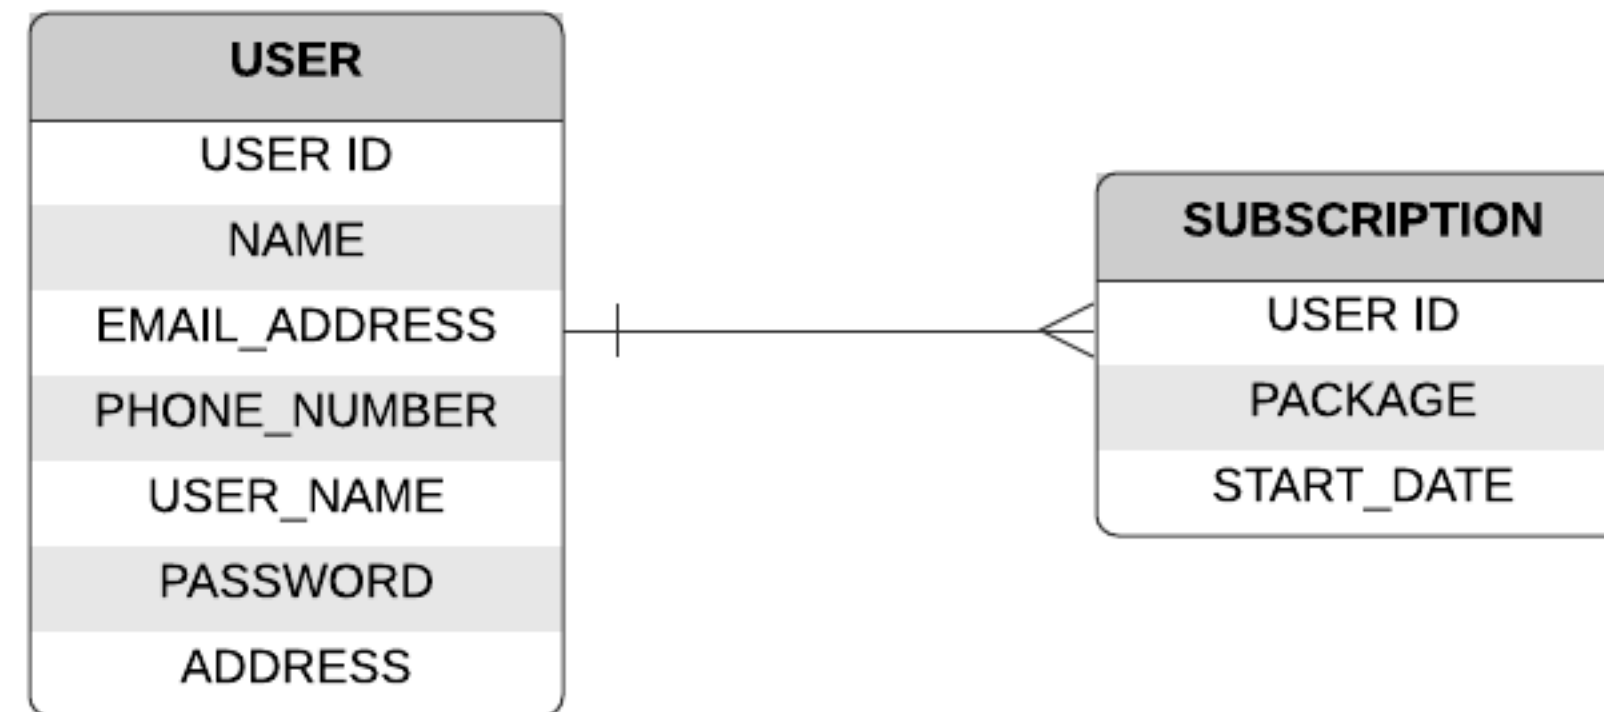 USER
USER ID
NAME
EMAIL_ADDRESS
PHONE_NUMBER
USER_NAME
PASSWORD
ADDRESS
SUBSCRIPTION
USER ID
PACKAGE
START_DATE